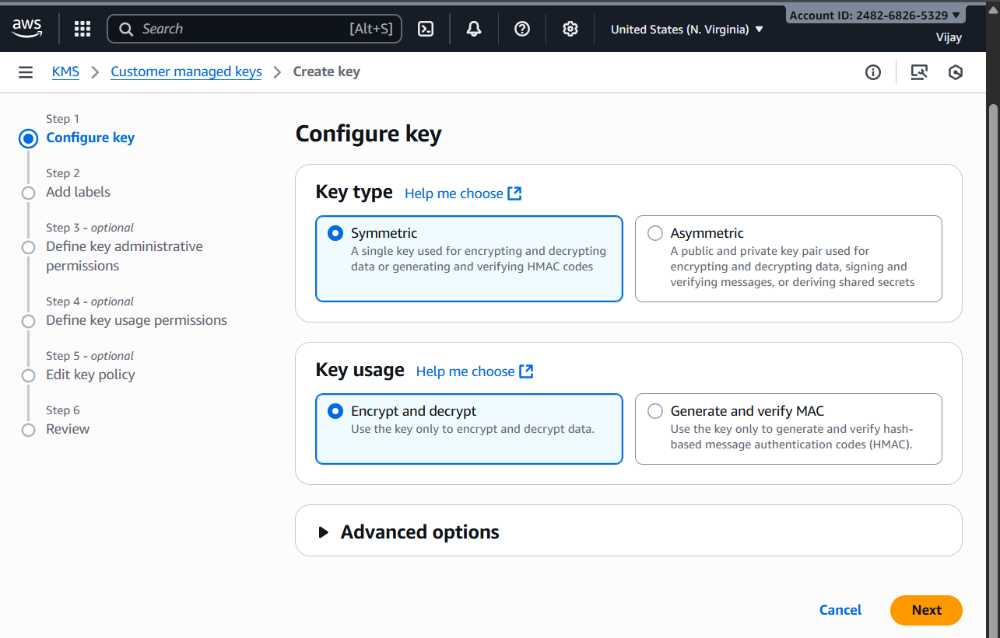 aws
Search [Alt+S]
United States (N. Virginia) ▼
Account ID: 2482-6826-5329 ▼
Vijay
KMS > Customer managed keys > Create key
Step 1
Configure key
Step 2
Add labels
Step 3 - optional
Define key administrative
permissions
Step 4 - optional
Define key usage permissions
Step 5 - optional
Edit key policy
Step 6
Review
Configure key
Key type Help me choose
Symmetric
A single key used for encrypting and decrypting
data or generating and verifying HMAC codes
Asymmetric
A public and private key pair used for
encrypting and decrypting data, signing and
verifying messages, or deriving shared secrets
Key usage Help me choose
Encrypt and decrypt
Use the key only to encrypt and decrypt data.
Generate and verify MAC
Use the key only to generate and verify hash-
based message authentication codes (HMAC).
Advanced options
Cancel
Next